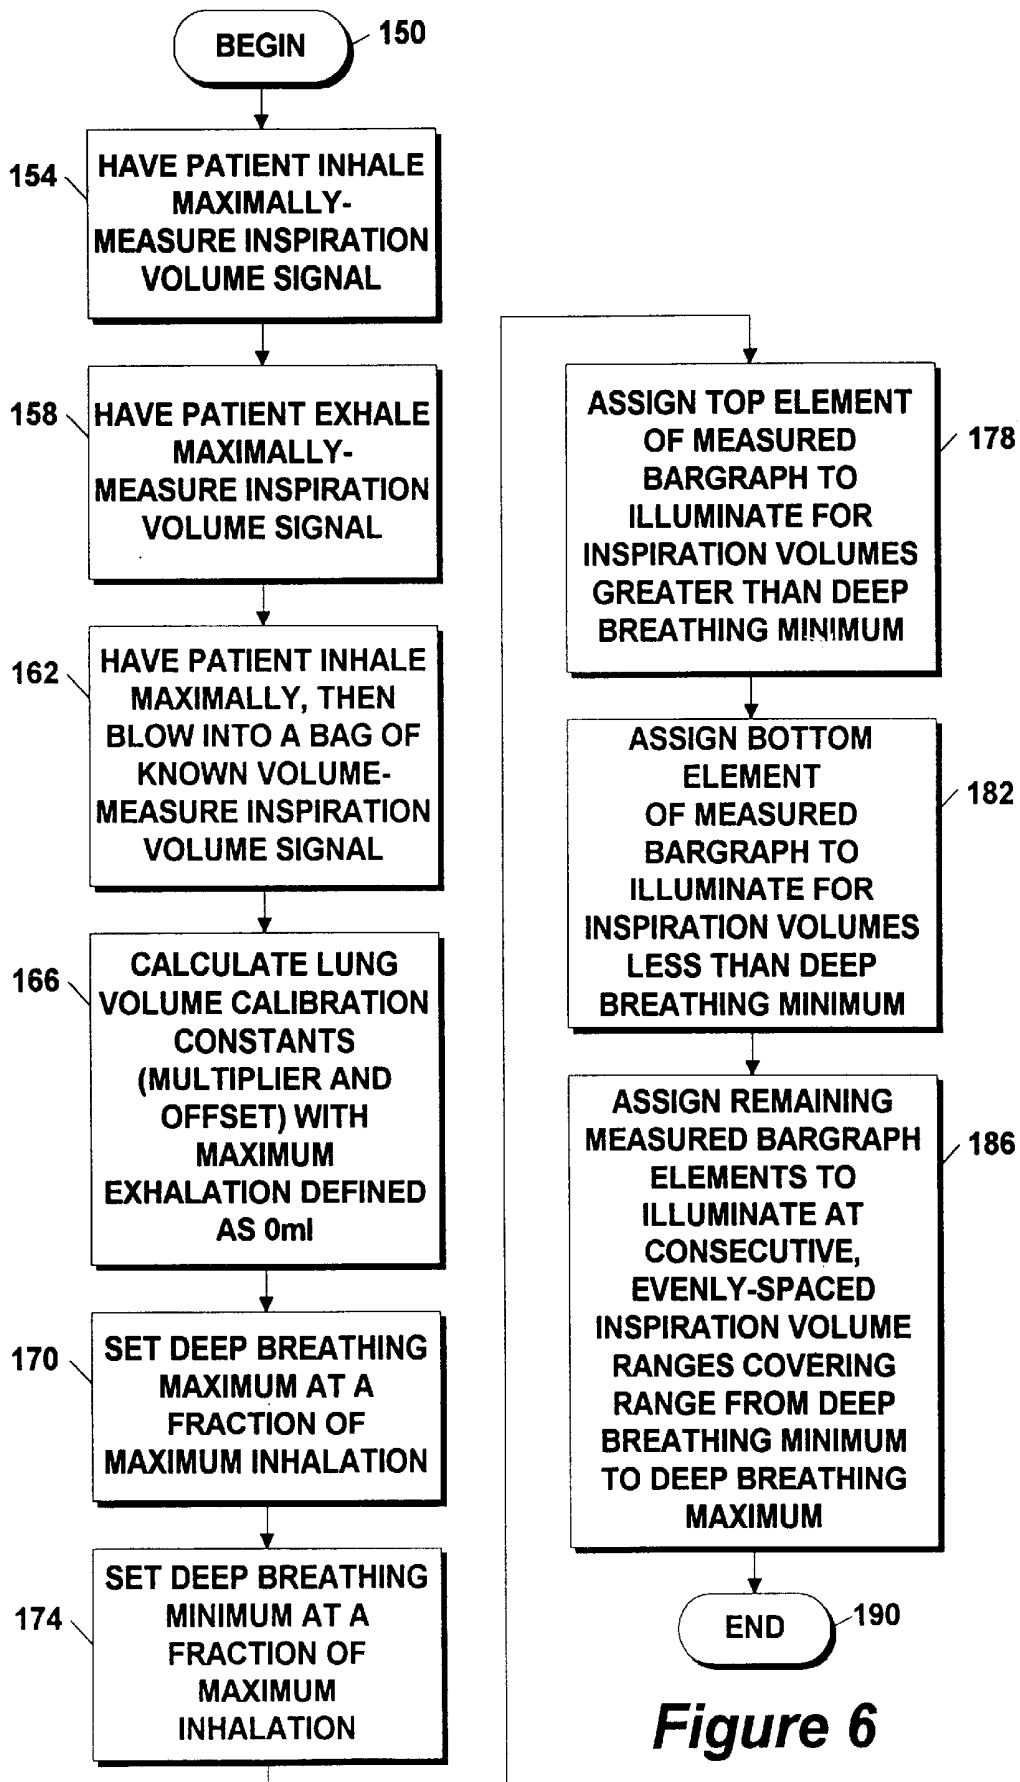 BEGIN
150
154
HAVE PATIENT INHALE
MAXIMALLY-
MEASURE INSPIRATION
VOLUME SIGNAL
158
HAVE PATIENT EXHALE
MAXIMALLY-
MEASURE INSPIRATION
VOLUME SIGNAL
162
HAVE PATIENT INHALE
MAXIMALLY, THEN
BLOW INTO A BAG OF
KNOWN VOLUME-
MEASURE INSPIRATION
VOLUME SIGNAL
166
CALCULATE LUNG
VOLUME CALIBRATION
CONSTANTS
(MULTIPLIER AND
OFFSET) WITH
MAXIMUM
EXHALATION DEFINED
AS 0ml
170
SET DEEP BREATHING
MAXIMUM AT A
FRACTION OF
MAXIMUM INHALATION
174
SET DEEP BREATHING
MINIMUM AT A
FRACTION OF
MAXIMUM
INHALATION
ASSIGN TOP ELEMENT
OF MEASURED
BARGRAPH TO
ILLUMINATE FOR
INSPIRATION VOLUMES
GREATER THAN DEEP
BREATHING MINIMUM
178
ASSIGN BOTTOM
ELEMENT
OF MEASURED
BARGRAPH TO
ILLUMINATE FOR
INSPIRATION VOLUMES
LESS THAN DEEP
BREATHING MINIMUM
182
ASSIGN REMAINING
MEASURED BARGRAPH
ELEMENTS TO
ILLUMINATE AT
CONSECUTIVE,
EVENLY-SPACED
INSPIRATION VOLUME
RANGES COVERING
RANGE FROM DEEP
BREATHING MINIMUM
TO DEEP BREATHING
MAXIMUM
186
END
190
Figure 6